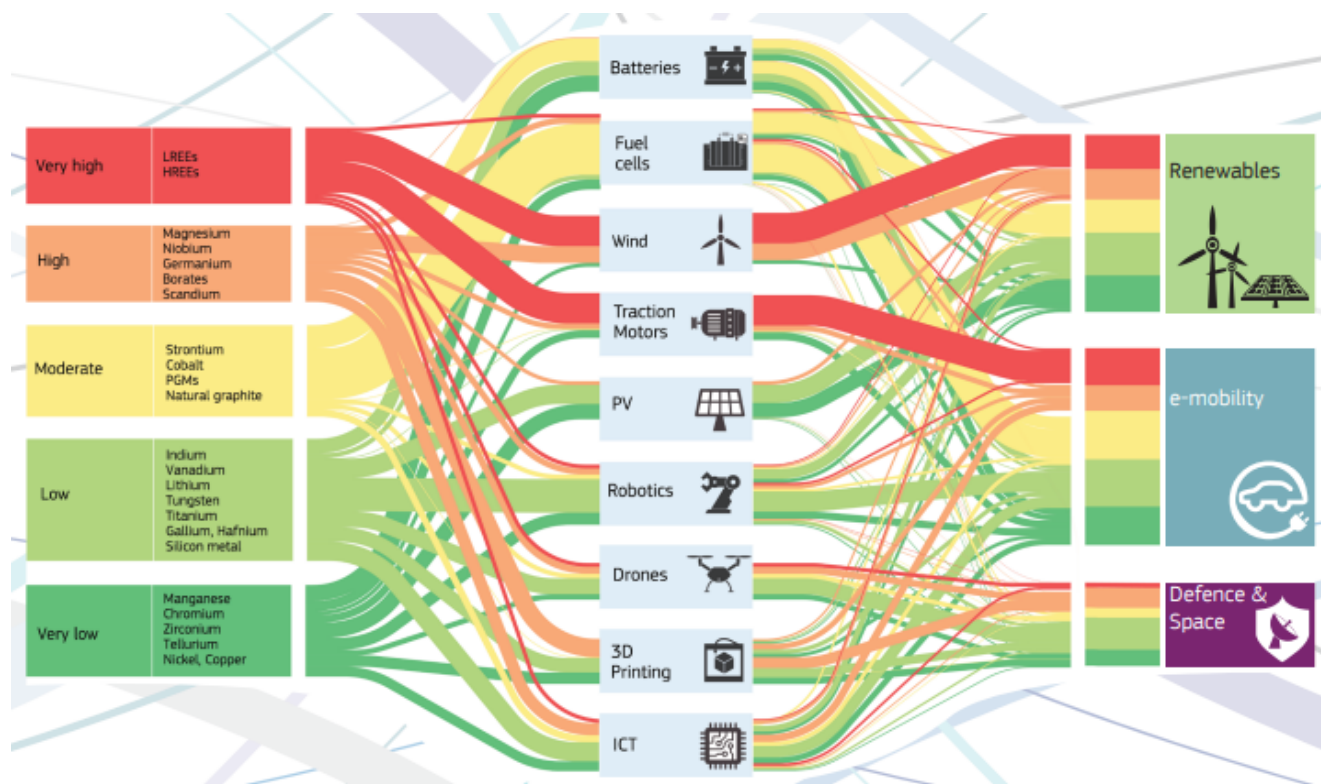 Very high
LREEs
HREEs
High
Magnesium
Niobium
Germanium
Borates
Scandium
Moderate
Strontium
Cobalt
PGMs
Natural graphite
Low
Indium
Vanadium
Lithium
Tungsten
Titanium
Gallium, Hafnium
Silicon metal
Very low
Manganese
Chromium
Zirconium
Tellurium
Nickel, Copper
Batteries
Fuel
cells
Wind
Traction
Motors
PV
Robotics
Drones
3D
Printing
ICT
Renewables
e-mobility
Defence &
Space